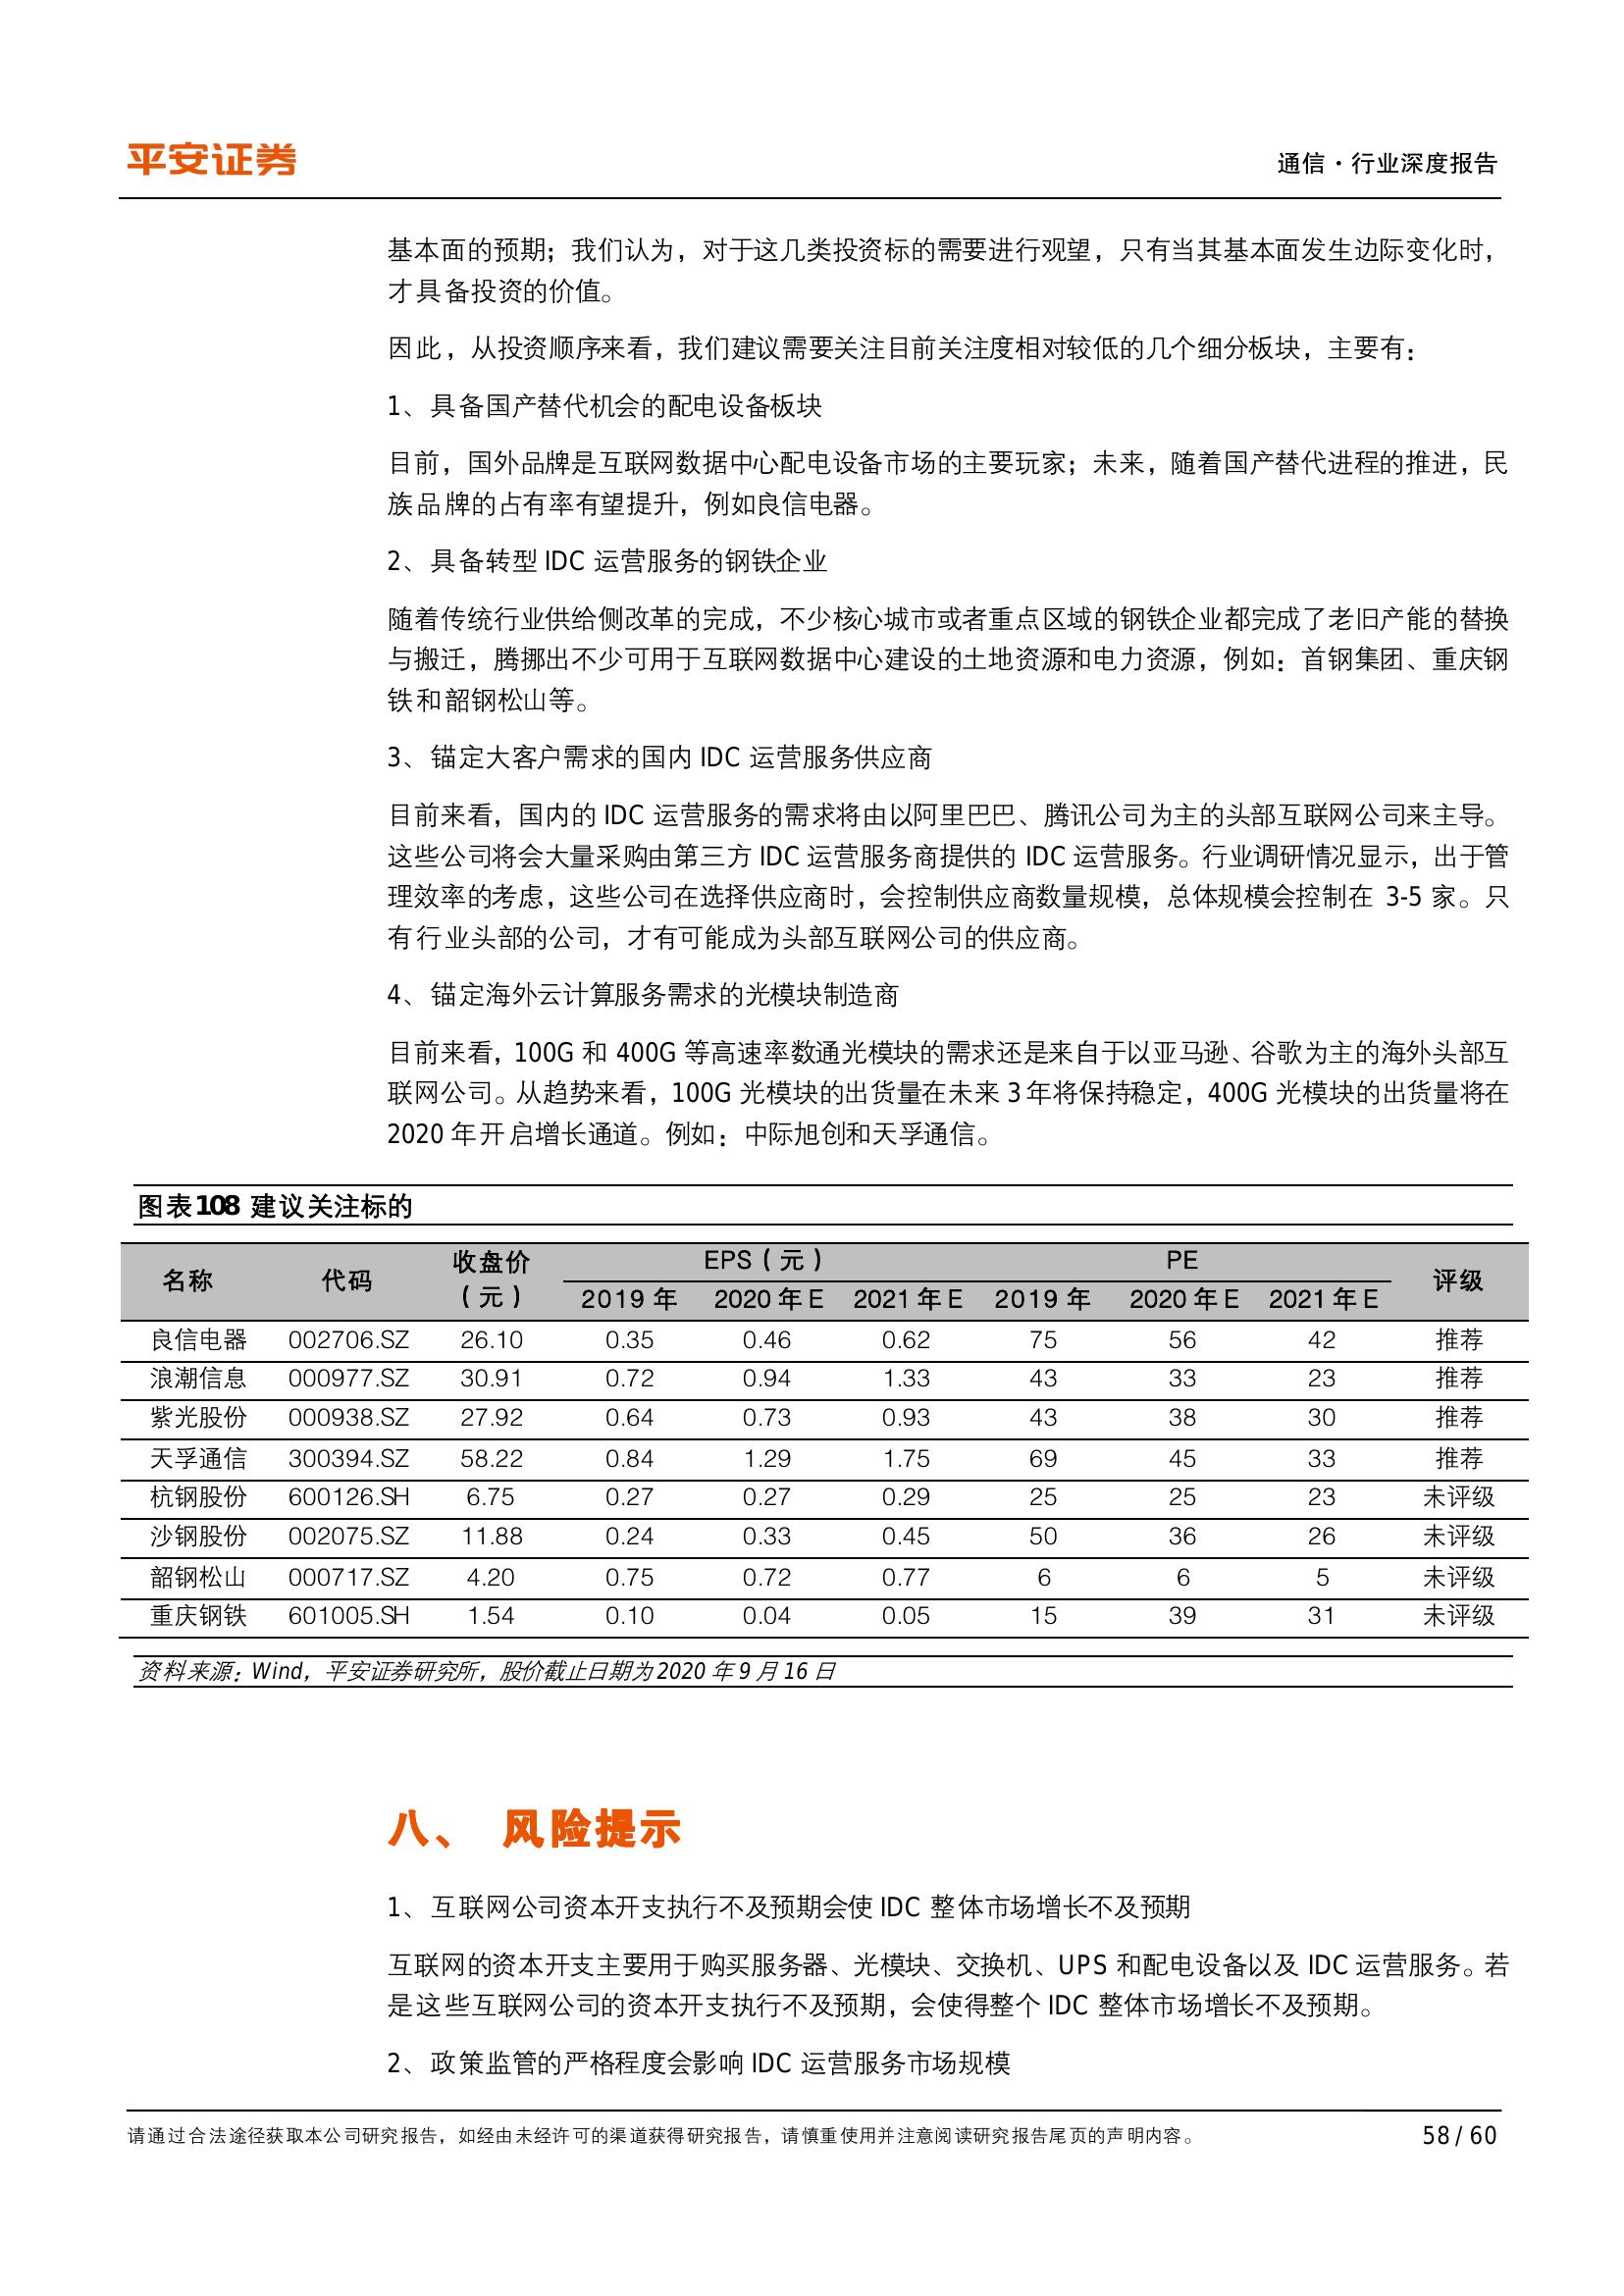 平安证券
通信·行业深度报告
基本面的预期；我们认为，对于这几类投资标的需要进行观望，只有当其基本面发生边际变化时，
才具备投资的价值。
因此，从投资顺序来看，我们建议需要关注目前关注度相对较低的几个细分板块，主要有：
1、具备国产替代机会的配电设备板块
目前，国外品牌是互联网数据中心配电设备市场的主要玩家；未来，随着国产替代进程的推进，民
族品牌的占有率有望提升，例如良信电器。
2、具备转型 IDC 运营服务的钢铁企业
随着传统行业供给侧改革的完成，不少核心城市或者重点区域的钢铁企业都完成了老旧产能的替换
与搬迁，腾挪出不少可用于互联网数据中心建设的土地资源和电力资源，例如：首钢集团、重庆钢
铁和韶钢松山等。
3、锚定大客户需求的国内 IDC 运营服务供应商
目前来看，国内的 IDC 运营服务的需求将由以阿里巴巴、腾讯公司为主的头部互联网公司来主导。
这些公司将会大量采购由第三方 IDC 运营服务商提供的 IDC 运营服务。行业调研情况显示，出于管
理效率的考虑，这些公司在选择供应商时，会控制供应商数量规模，总体规模会控制在 3-5 家。只
有行业头部的公司，才有可能成为头部互联网公司的供应商。
4、锚定海外云计算服务需求的光模块制造商
目前来看，100G 和 400G 等高速率数通光模块的需求还是来自于以亚马逊、谷歌为主的海外头部互
联网公司。从趋势来看，100G 光模块的出货量在未来 3 年将保持稳定，400G 光模块的出货量将在
2020 年开启增长通道。例如：中际旭创和天孚通信。
图表108 建议关注标的
名称 代码 收盘价（元） EPS（元） PE 评级
2019 年 2020 年 E 2021 年 E 2019 年 2020 年 E 2021 年 E
良信电器 002706.SZ 26.10 0.35 0.46 0.62 75 56 42 推荐
浪潮信息 000977.SZ 30.91 0.72 0.94 1.33 43 33 23 推荐
紫光股份 000938.SZ 27.92 0.64 0.73 0.93 43 38 30 推荐
天孚通信 300394.SZ 58.22 0.84 1.29 1.75 69 45 33 推荐
杭钢股份 600126.SH 6.75 0.27 0.27 0.29 25 25 23 未评级
沙钢股份 002075.SZ 11.88 0.24 0.33 0.45 50 36 26 未评级
韶钢松山 000717.SZ 4.20 0.75 0.72 0.77 6 6 5 未评级
重庆钢铁 601005.SH 1.54 0.10 0.04 0.05 15 39 31 未评级
资料来源：Wind，平安证券研究所，股价截止日期为2020 年 9 月 16 日
八、 风险提示
1、互联网公司资本开支执行不及预期会使 IDC 整体市场增长不及预期
互联网的资本开支主要用于购买服务器、光模块、交换机、UPS 和配电设备以及 IDC 运营服务。若
是这些互联网公司的资本开支执行不及预期，会使得整个 IDC 整体市场增长不及预期。
2、政策监管的严格程度会影响 IDC 运营服务市场规模
请通过合法途径获取本公司研究报告，如经由未经许可的渠道获得研究报告，请慎重使用并注意阅读研究报告尾页的声明内容。
58 / 60